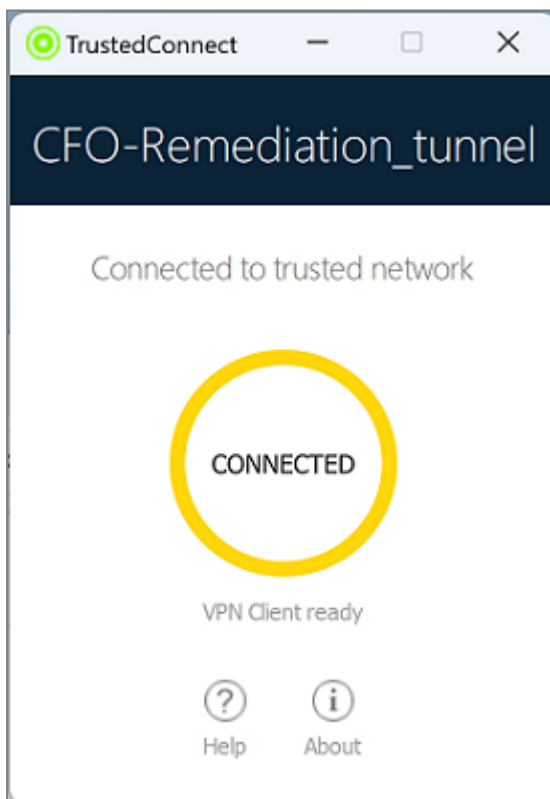 TrustedConnect
CFO-Remediation_tunnel
Connected to trusted network
CONNECTED
VPN Client ready
Help About